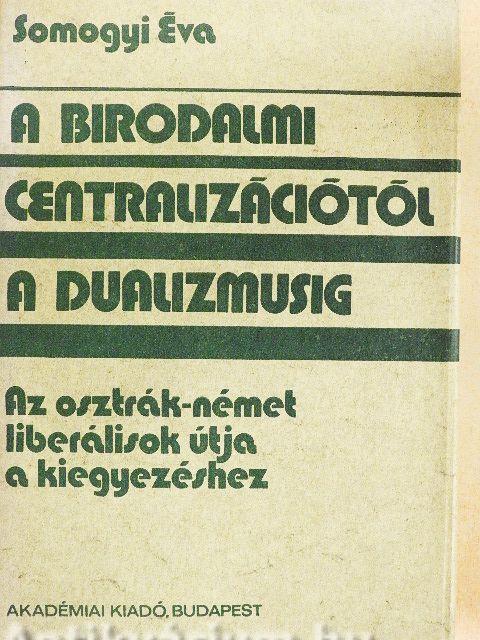 Somogyi Éva
A BIRODALMI
CENTRALIZÁCIÓTÓL
A DUALIZMUSIG
Az osztrák-német
liberálisok útja
a kiegyezéshez
AKADÉMIAI KIADÓ, BUDAPEST